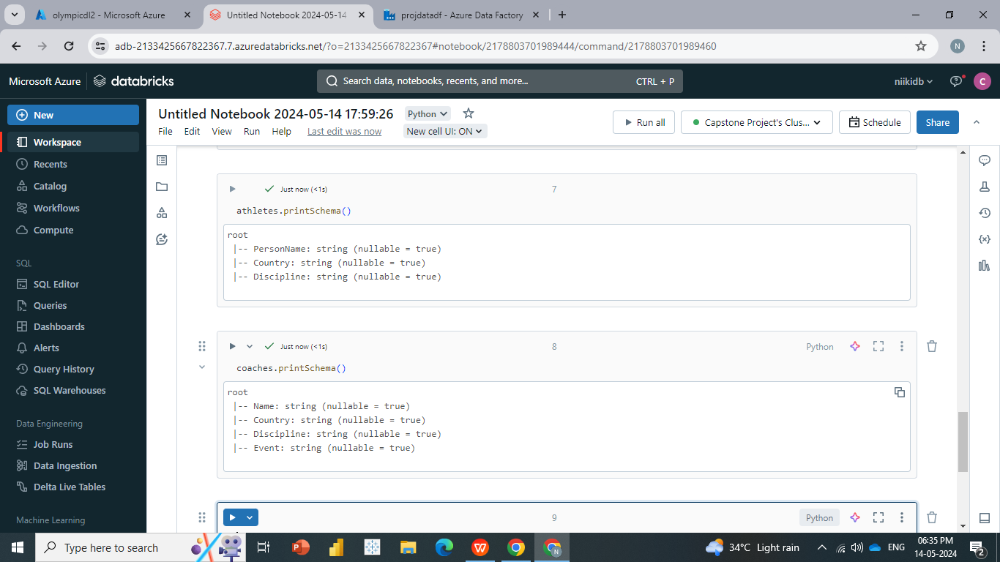 olympicdl2 - Microsoft Azure
Untitled Notebook 2024-05-14
projdatadf - Azure Data Factory
adb-2133425667822367.7.azuredatabricks.net/?o=2133425667822367#notebook/2178803701989444/command/2178803701989460
N
Microsoft Azure
databricks
Search data, notebooks, recents, and more...
CTRL + P
niikidb
C
New
Workspace
Recents
Catalog
Workflows
Compute
SQL
SQL Editor
Queries
Dashboards
Alerts
Query History
SQL Warehouses
Data Engineering
Job Runs
Data Ingestion
Delta Live Tables
Machine Learning
Untitled Notebook 2024-05-14 17:59:26
Python
File Edit View Run Help Last edit was now New cell UI: ON
Run all
Capstone Project's Clus...
Schedule
Share
Just now (<1s)
7
athletes.printSchema()
root
|-- PersonName: string (nullable = true)
|-- Country: string (nullable = true)
|-- Discipline: string (nullable = true)
Just now (<1s)
8
Python
coaches.printSchema()
root
|-- Name: string (nullable = true)
|-- Country: string (nullable = true)
|-- Discipline: string (nullable = true)
|-- Event: string (nullable = true)
9
Python
Type here to search
34°C Light rain
ENG
06:35 PM
14-05-2024
2